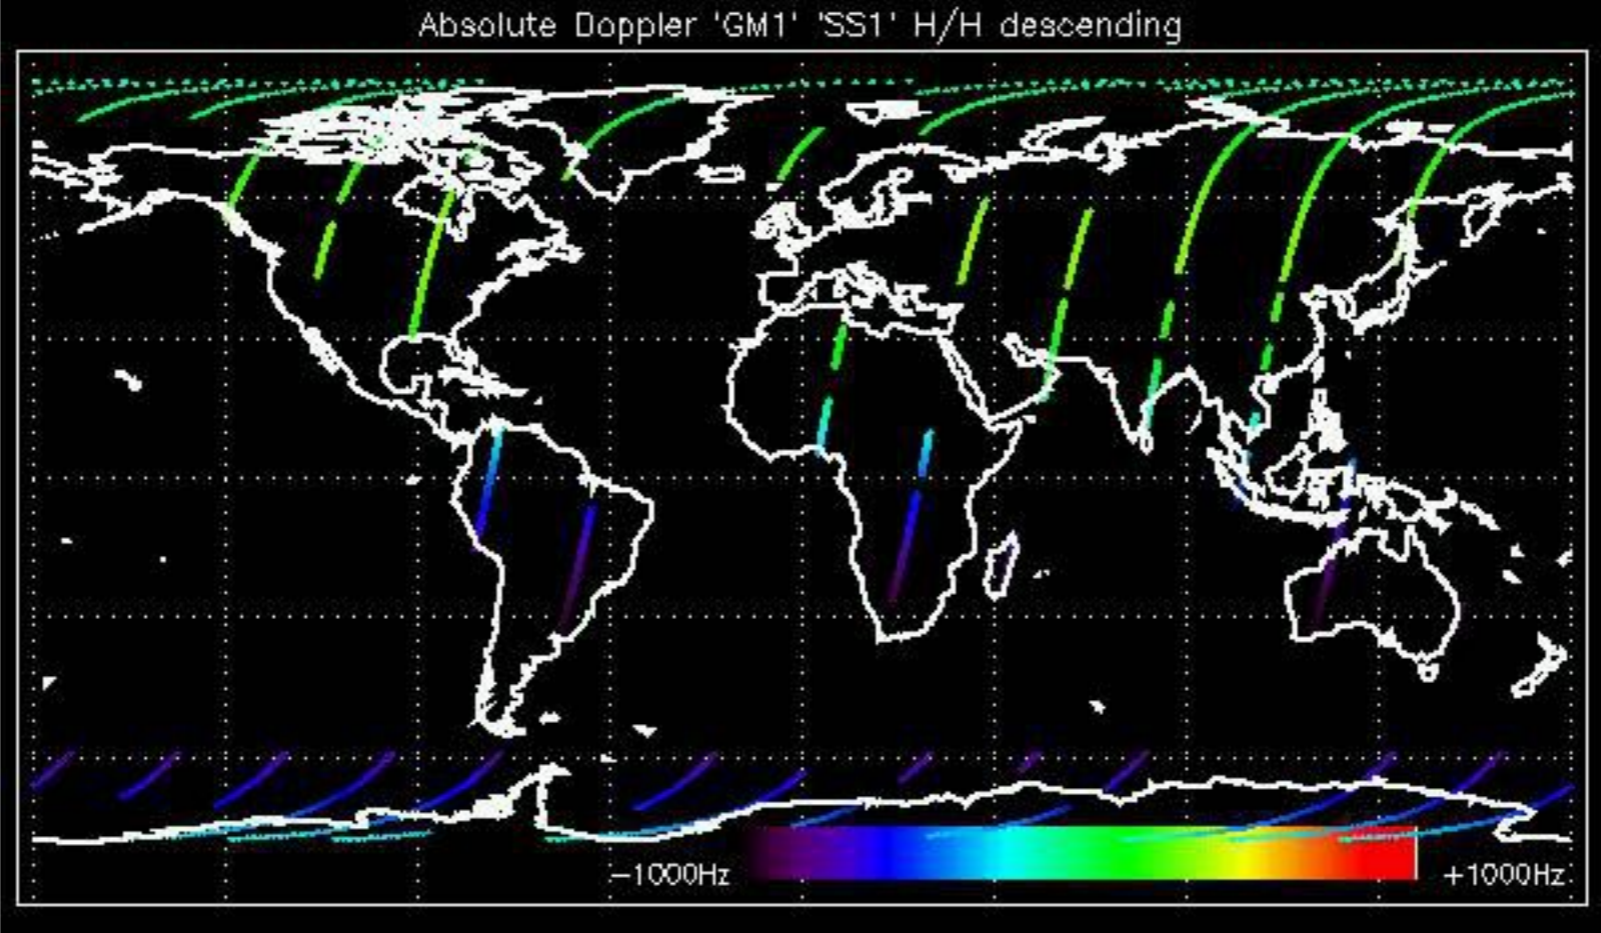 Absolute Doppler 'GM1' 'SS1' H/H descending
−1000Hz +1000Hz